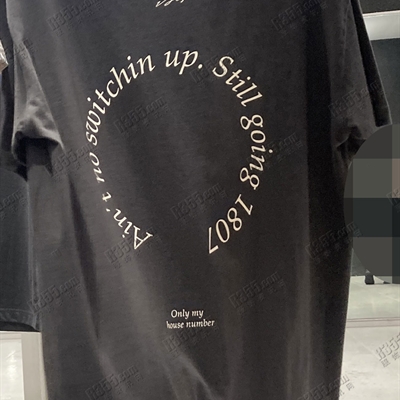 Ain't no switchin up. Still going 1807
Only my
house number